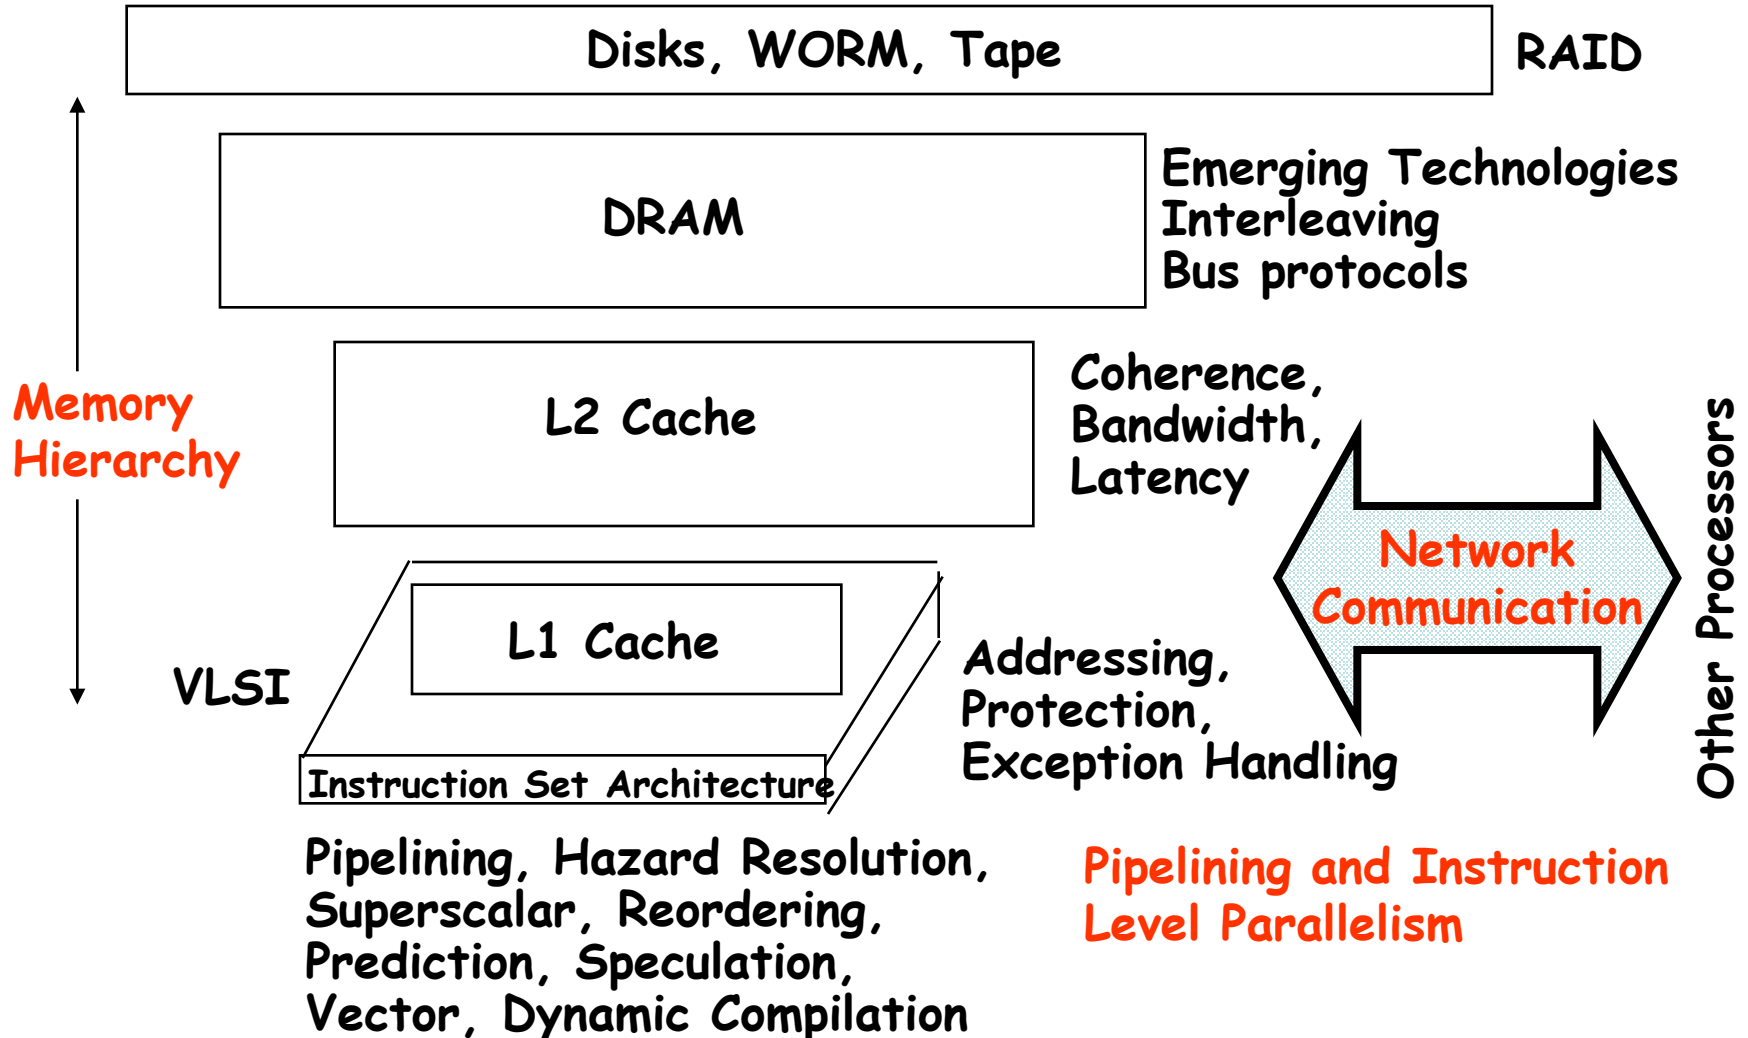 Disks, WORM, Tape
RAID
DRAM
Emerging Technologies
Interleaving
Bus protocols
Memory
Hierarchy
L2 Cache
Coherence,
Bandwidth,
Latency
Network
Communication
Other Processors
L1 Cache
VLSI
Addressing,
Protection,
Exception Handling
Instruction Set Architecture
Pipelining, Hazard Resolution,
Superscalar, Reordering,
Prediction, Speculation,
Vector, Dynamic Compilation
Pipelining and Instruction
Level Parallelism